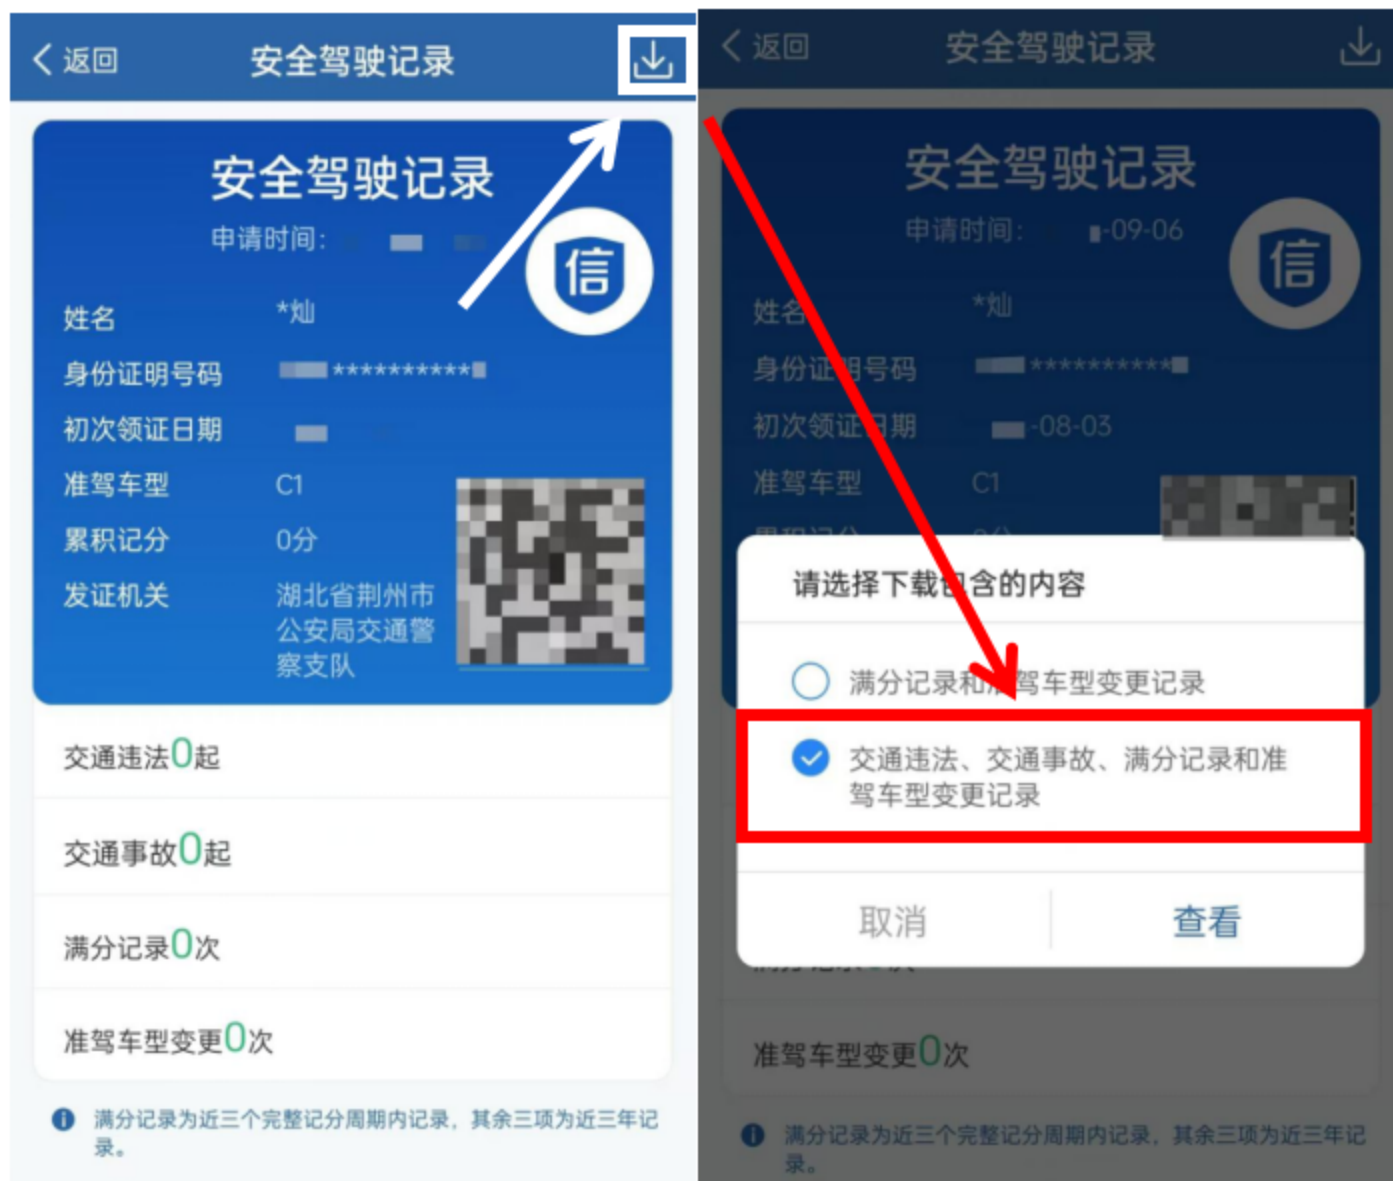 返回
安全驾驶记录
安全驾驶记录
申请时间:
信
姓名
*灿
身份证明号码
**********
初次领证日期
准驾车型
C1
累积记分
0分
发证机关
湖北省荆州市
公安局交通警
察支队
交通违法0起
交通事故0起
满分记录0次
准驾车型变更0次
满分记录为近三个完整记分周期内记录,其余三项为近三年记
录。
返回
安全驾驶记录
安全驾驶记录
申请时间: -09-06
信
姓名
*灿
身份证明号码
**********
初次领证日期
-08-03
准驾车型
C1
请选择下载包含的内容
满分记录和准驾车型变更记录
交通违法、交通事故、满分记录和准
驾车型变更记录
取消
查看
准驾车型变更0次
满分记录为近三个完整记分周期内记录,其余三项为近三年记
录。